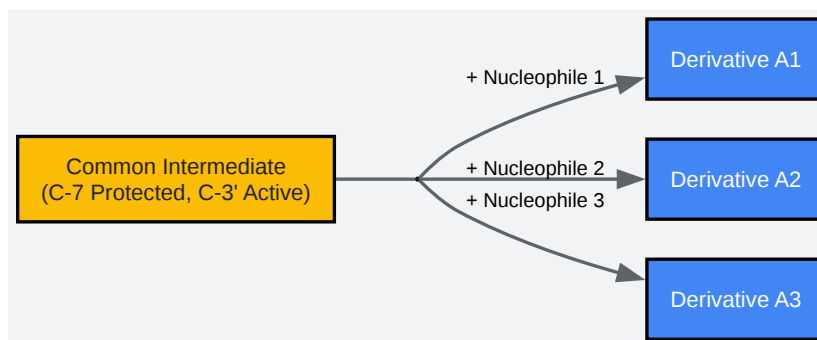 Common Intermediate
(C-7 Protected, C-3' Active)
+ Nucleophile 1
+ Nucleophile 2
+ Nucleophile 3
Derivative A1
Derivative A2
Derivative A3